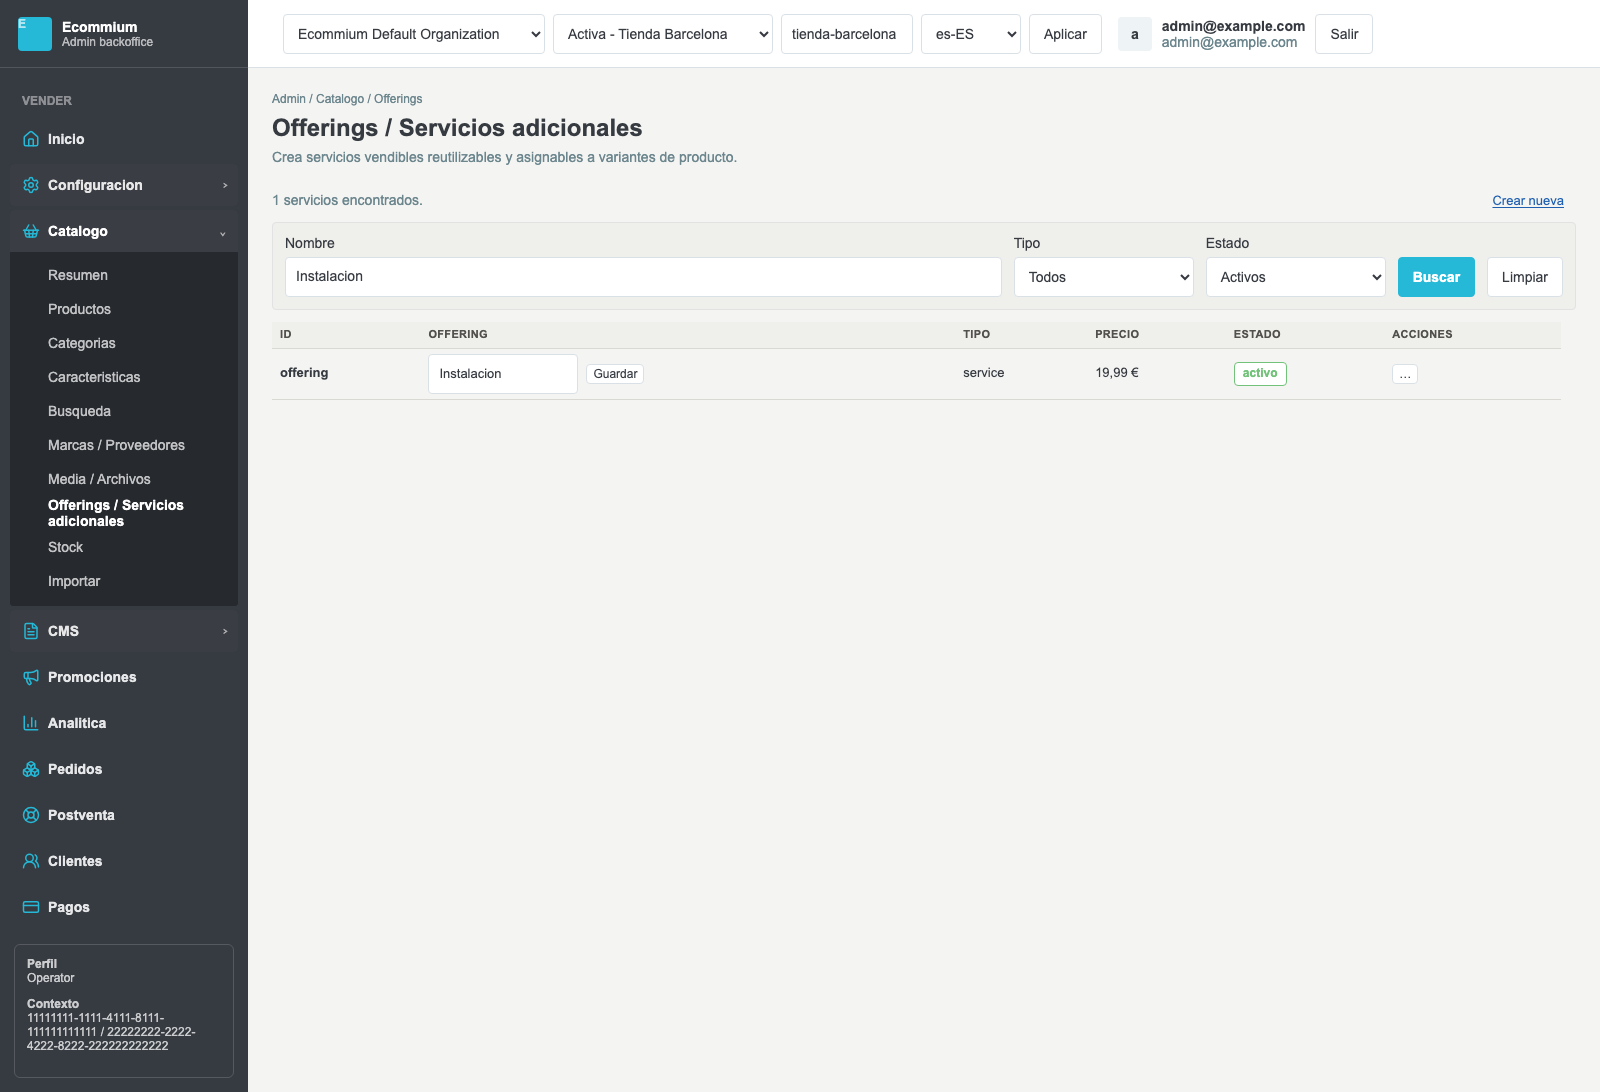 E
Ecommium
Admin backoffice
Ecommium Default Organization
Activa - Tienda Barcelona
tienda-barcelona
es-ES
Aplicar
a
admin@example.com
admin@example.com
Salir
VENDER
Inicio
Configuracion
Catalogo
Resumen
Productos
Categorias
Caracteristicas
Busqueda
Marcas / Proveedores
Media / Archivos
Offerings / Servicios
adicionales
Stock
Importar
CMS
Promociones
Analitica
Pedidos
Postventa
Clientes
Pagos
Perfil
Operator
Contexto
11111111-1111-4111-8111-
111111111111 / 22222222-2222-
4222-8222-222222222222
Admin / Catalogo / Offerings
Offerings / Servicios adicionales
Crea servicios vendibles reutilizables y asignables a variantes de producto.
1 servicios encontrados.
Crear nueva
Nombre
Tipo
Estado
Instalacion
Todos
Activos
Buscar
Limpiar
ID
OFFERING
TIPO
PRECIO
ESTADO
ACCIONES
offering
Instalacion
Guardar
service
19,99 €
activo
...